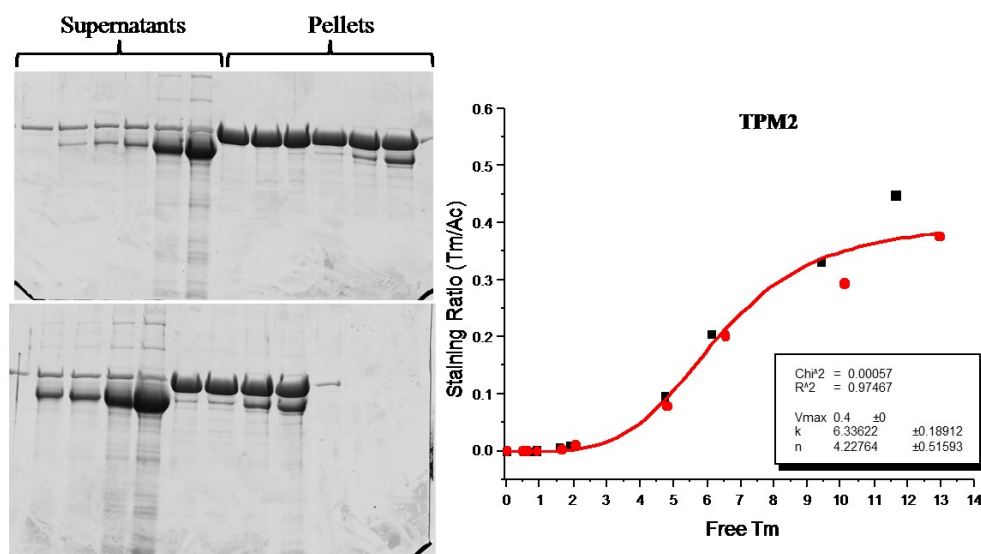 Supernatants Pellets
TPM2
Staining Ratio (Tm/Ac)
0.6
0.5
0.4
0.3
0.2
0.1
0.0
Chi^2 = 0.00057
R^2 = 0.97467
Vmax 0.4 ±0
k 6.33622 ±0.18912
n 4.22764 ±0.51593
0 1 2 3 4 5 6 7 8 9 10 11 12 13 14
Free Tm